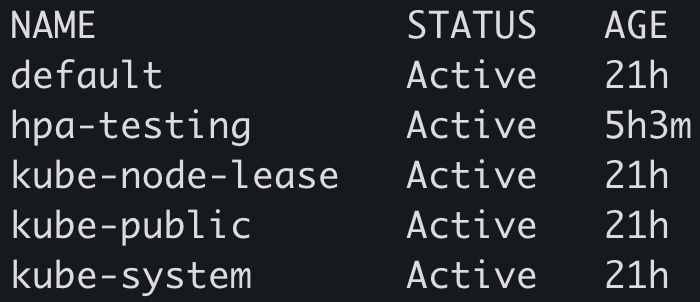 NAME STATUS AGE
default Active 21h
hpa-testing Active 5h3m
kube-node-lease Active 21h
kube-public Active 21h
kube-system Active 21h